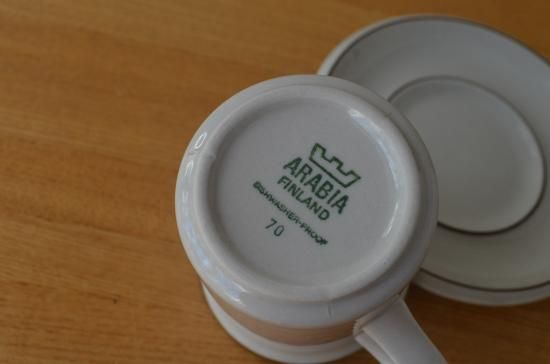 ARABIA
FINLAND
DISHWASHER-PROOF
70